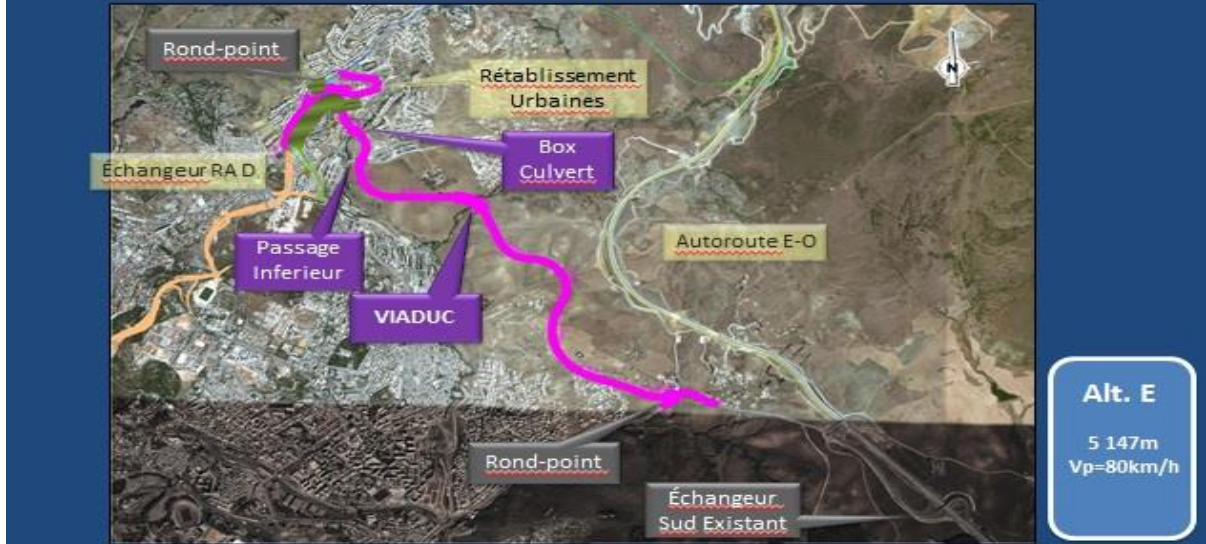 Rond-point
Rétablissement
Urbaines
Box
Culvert
Échangeur RA D
Passage
Inferieur
Autoroute E-O
VIADUC
N
Alt. E
5 147m
Vp=80km/h
Rond-point
Échangeur
Sud Existant